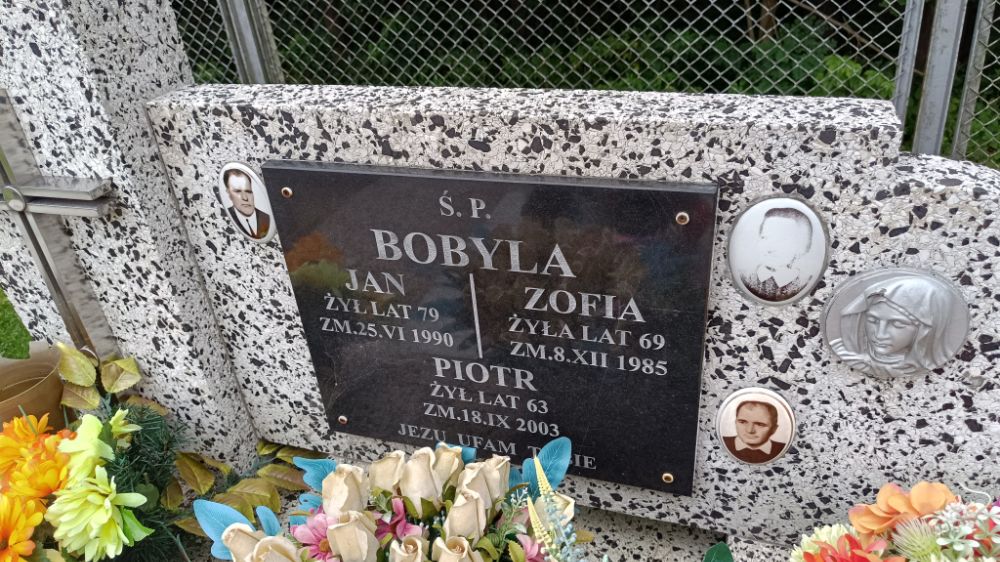 Ś. P.
BOBYLA
JAN
ŻYŁ LAT 79
ZM.25.VI 1990
ZOFIA
ŻYŁA LAT 69
ZM.8.XII 1985
PIOTR
ŻYŁ LAT 63
ZM.18.IX 2003
JEZU UFAM